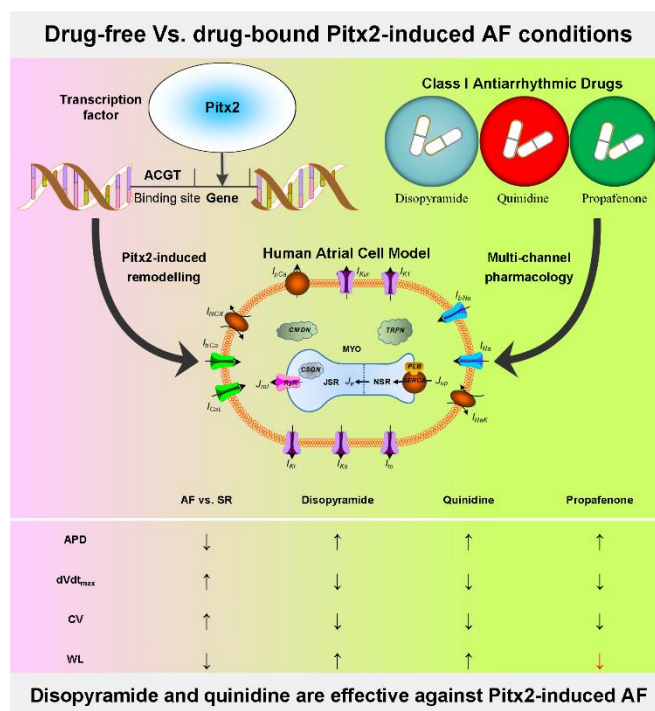 Drug-free Vs. drug-bound Pitx2-induced AF conditions
Transcription
factor
Pitx2
ACGT
Binding site Gene
Class I Antiarrhythmic Drugs
Disopyramide Quinidine Propafenone
Pitx2-induced
remodelling
Human Atrial Cell Model
Multi-channel
pharmacology
IpCa IKur IK1
INCX IbNa
CMDN TRPN
IbCa MYO INa
CSQN PLB
Jrel RyR JSR Jtr NSR SERCA Jup
ICaL INaK
IKr IKs Ito
AF vs. SR Disopyramide Quinidine Propafenone
APD ↓ ↑ ↑ ↑
dVdtmax ↑ ↓ ↓ ↓
CV ↑ ↓ ↓ ↓
WL ↓ ↑ ↑ ↓
Disopyramide and quinidine are effective against Pitx2-induced AF